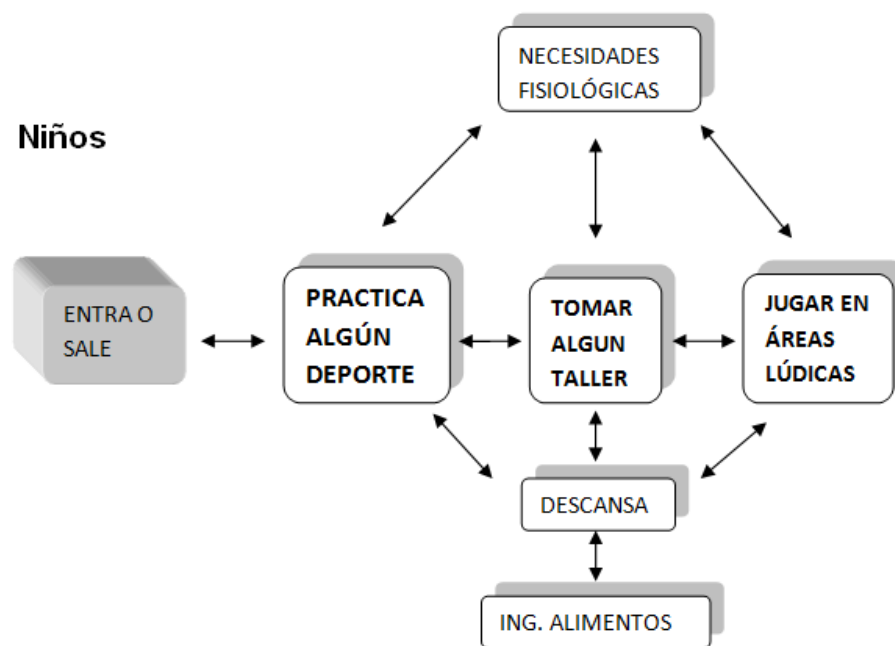 NECESIDADES
FISIOLÓGICAS
Niños
ENTRA O
SALE
PRACTICA
ALGÚN
DEPORTE
TOMAR
ALGUN
TALLER
JUGAR EN
ÁREAS
LÚDICAS
DESCANSA
ING. ALIMENTOS